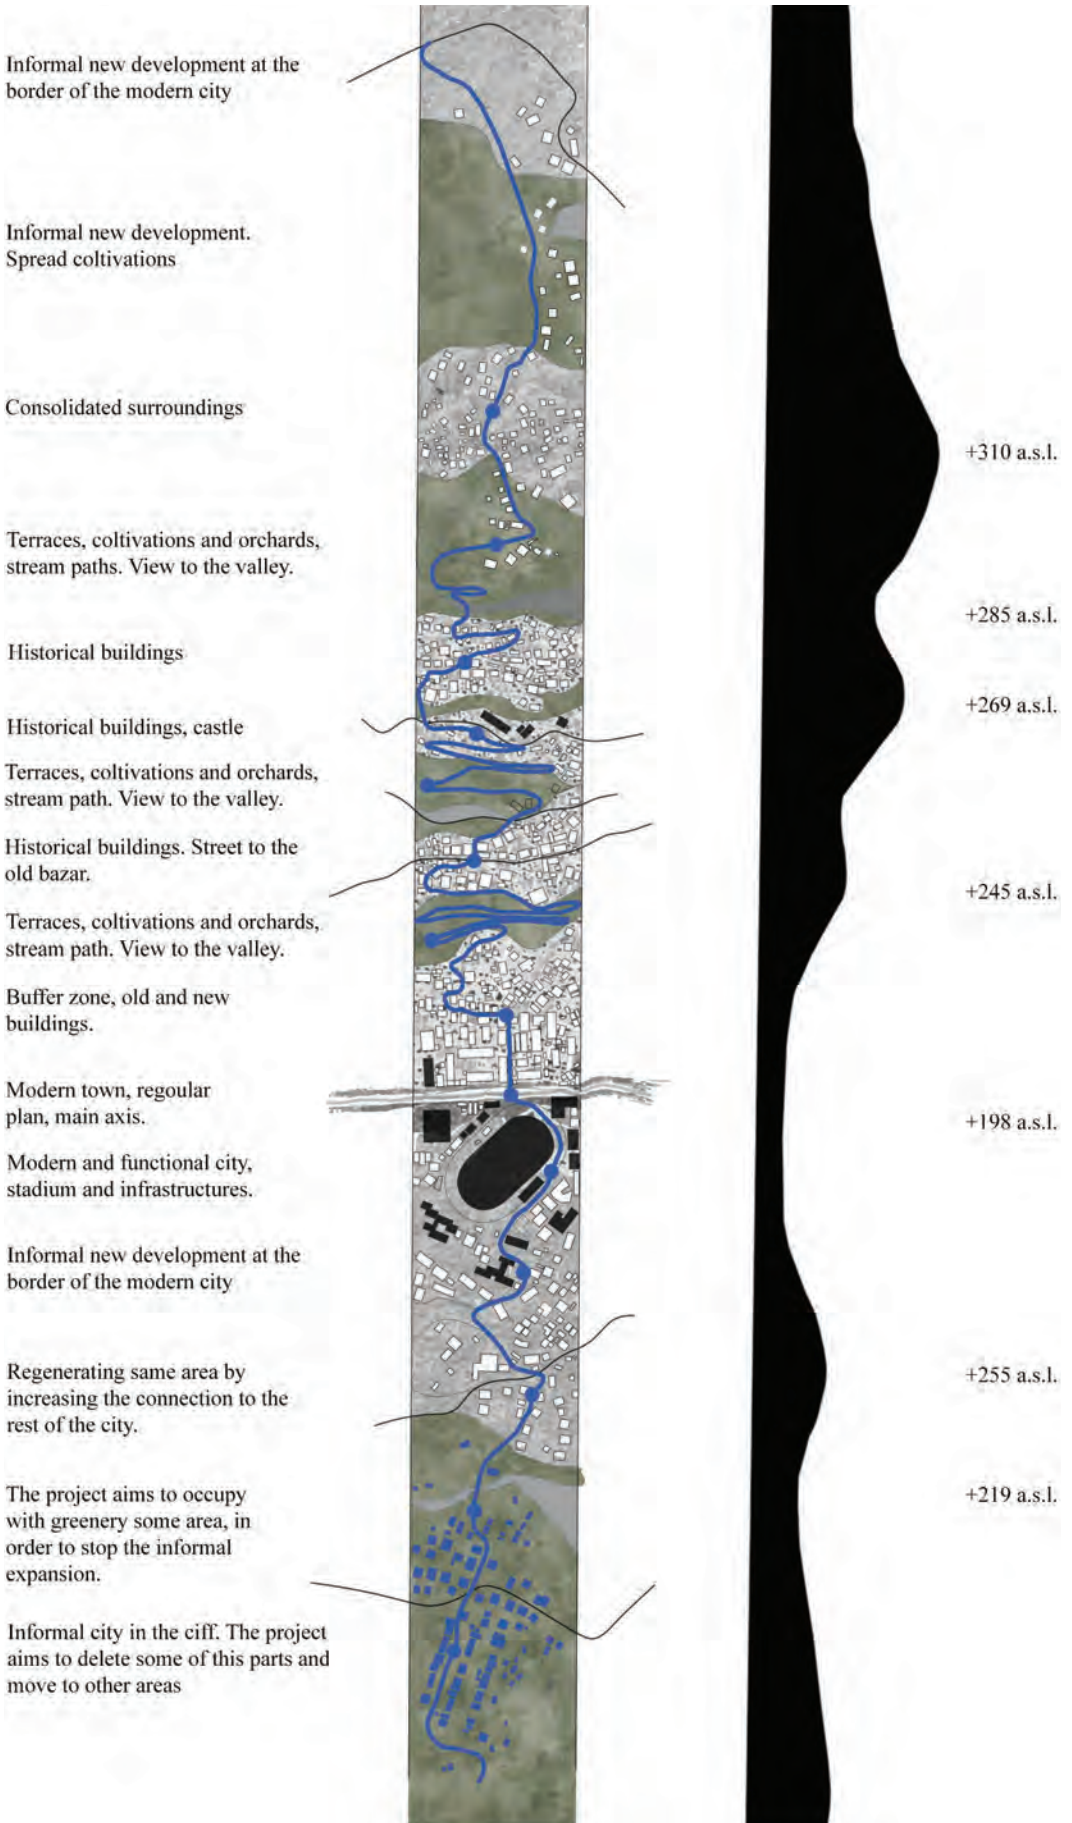 Informal new development at the
border of the modern city
Informal new development.
Spread coltivations
Consolidated surroundings
+310 a.s.l.
Terraces, coltivations and orchards,
stream paths. View to the valley.
+285 a.s.l.
Historical buildings
+269 a.s.l.
Historical buildings, castle
Terraces, coltivations and orchards,
stream path. View to the valley.
Historical buildings. Street to the
old bazar.
+245 a.s.l.
Terraces, coltivations and orchards,
stream path. View to the valley.
Buffer zone, old and new
buildings.
Modern town, regoular
plan, main axis.
+198 a.s.l.
Modern and functional city,
stadium and infrastructures.
Informal new development at the
border of the modern city
Regenerating same area by
increasing the connection to the
rest of the city.
+255 a.s.l.
The project aims to occupy
with greenery some area, in
order to stop the informal
expansion.
+219 a.s.l.
Informal city in the ciff. The project
aims to delete some of this parts and
move to other areas